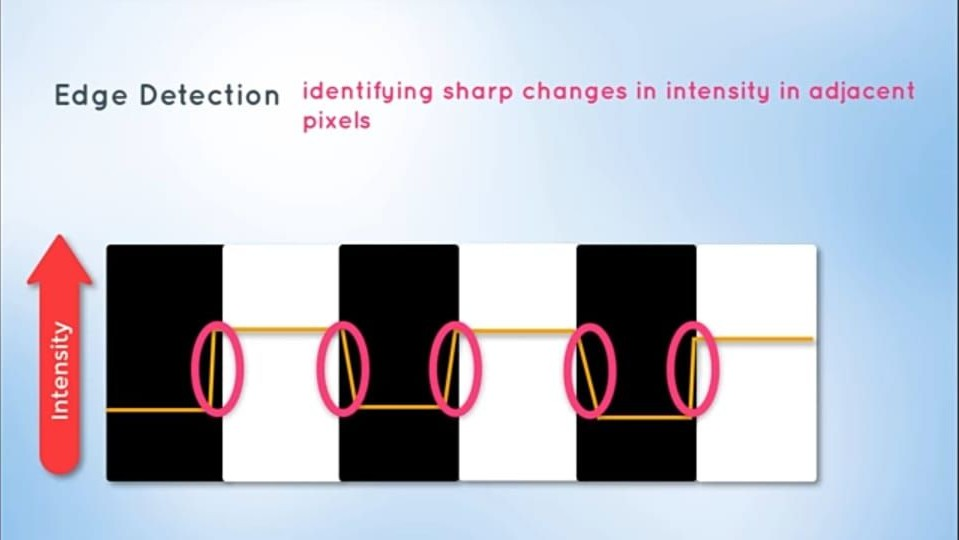 Edge Detection
identifying sharp changes in intensity in adjacent
pixels
Intensity